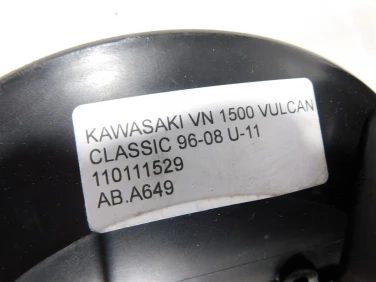 KAWASAKI VN 1500 VULCAN
CLASSIC 96-08 U-11
110111529
AB.A649